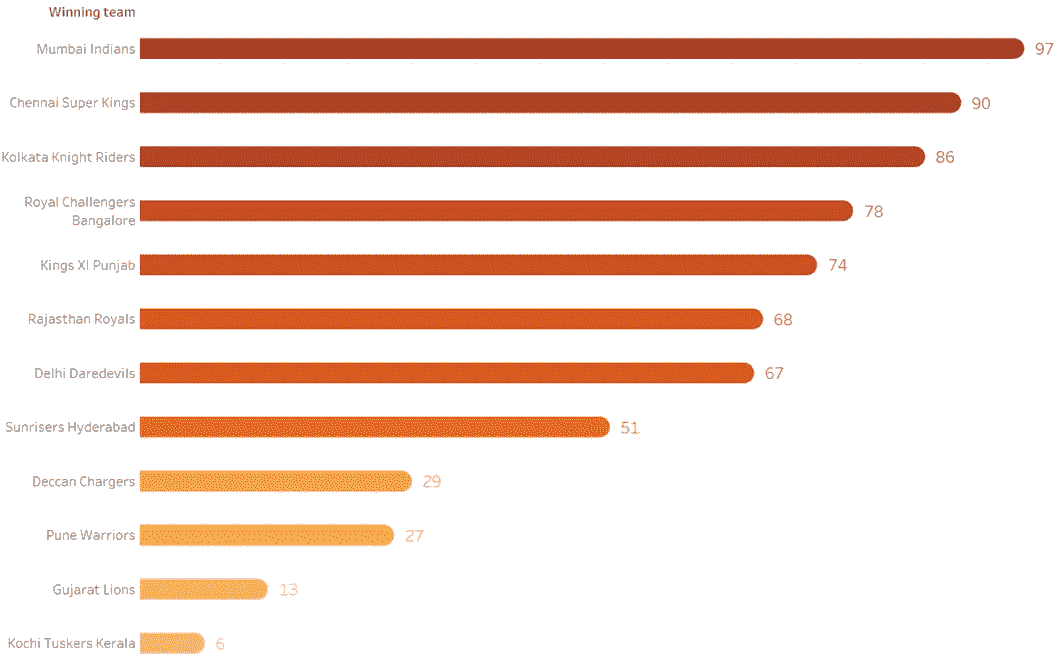 Winning team
Mumbai Indians 97
Chennai Super Kings 90
Kolkata Knight Riders 86
Royal Challengers
Bangalore 78
Kings XI Punjab 74
Rajasthan Royals 68
Delhi Daredevils 67
Sunrisers Hyderabad 51
Deccan Chargers 29
Pune Warriors 27
Gujarat Lions 13
Kochi Tuskers Kerala 6